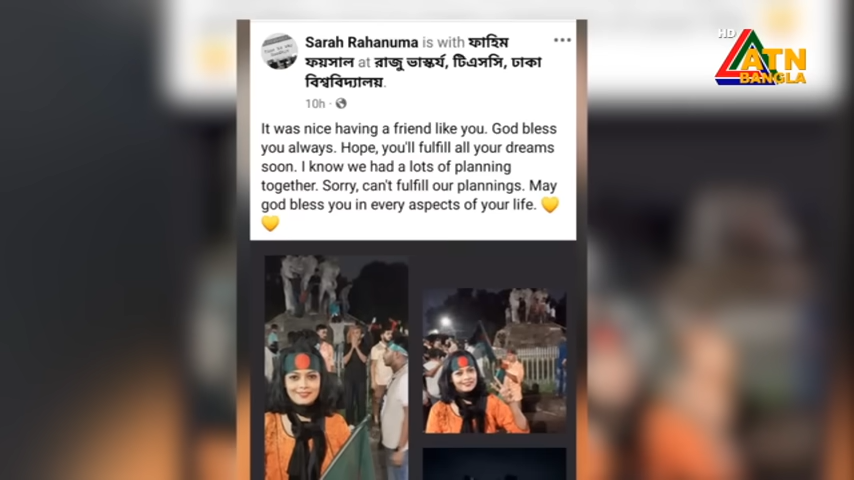 Sarah Rahanuma is with ফাহিম
ফয়সাল at রাজু ভাস্কর্য, টিএসসি, ঢাকা
বিশ্ববিদ্যালয়.
10h ·
It was nice having a friend like you. God bless
you always. Hope, you'll fulfill all your dreams
soon. I know we had a lots of planning
together. Sorry, can't fulfill our plannings. May
god bless you in every aspects of your life. 💛
💛
HD
ATN
BANGLA